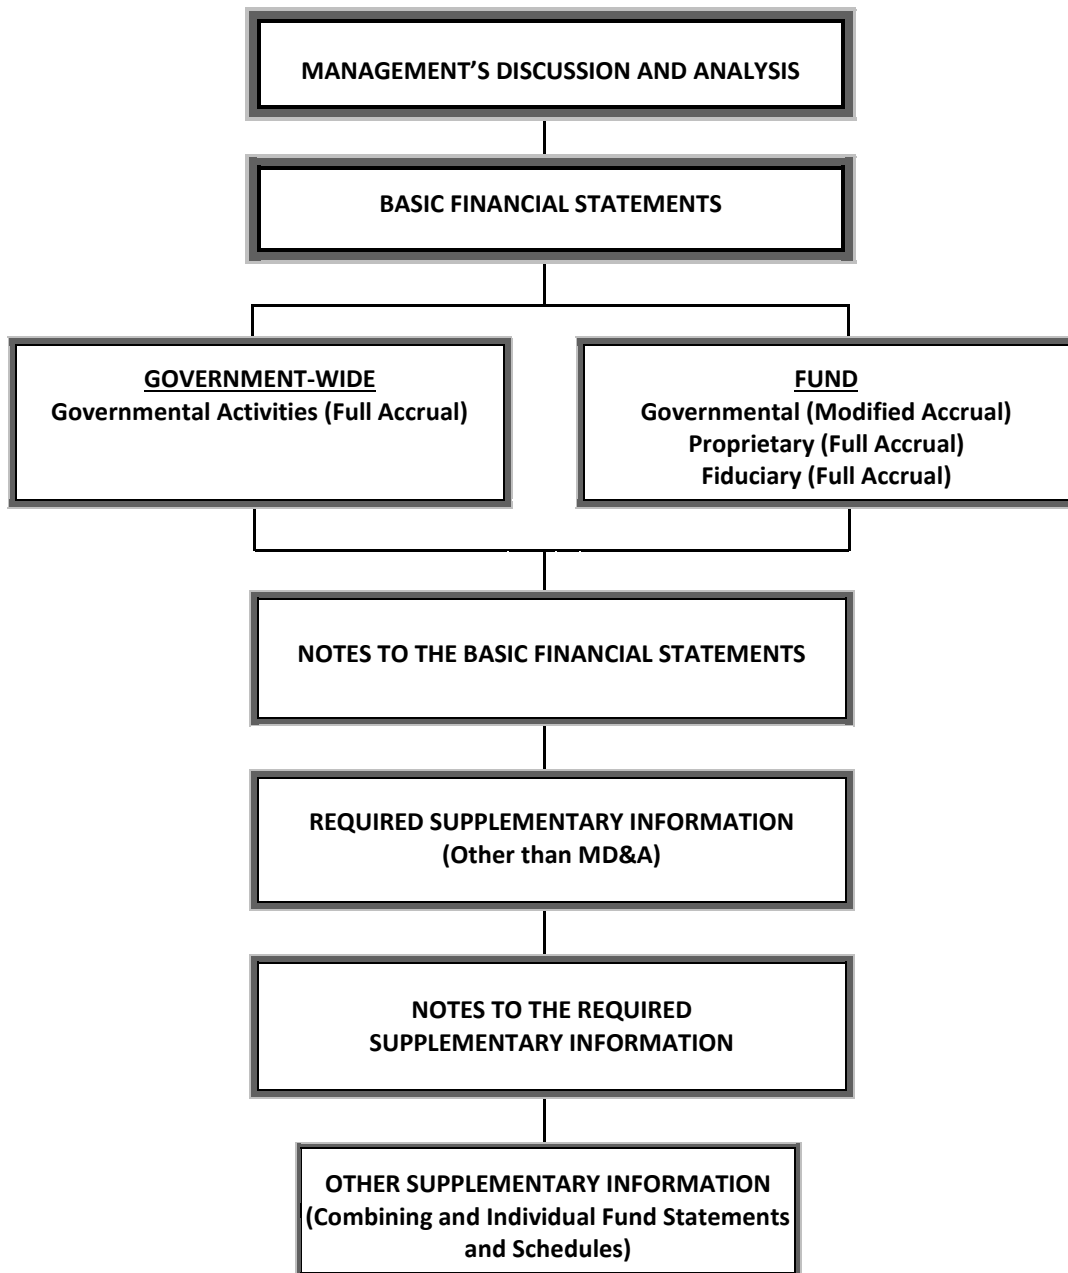 MANAGEMENT’S DISCUSSION AND ANALYSIS
BASIC FINANCIAL STATEMENTS
GOVERNMENT-WIDE
Governmental Activities (Full Accrual)
FUND
Governmental (Modified Accrual)
Proprietary (Full Accrual)
Fiduciary (Full Accrual)
NOTES TO THE BASIC FINANCIAL STATEMENTS
REQUIRED SUPPLEMENTARY INFORMATION
(Other than MD&A)
NOTES TO THE REQUIRED
SUPPLEMENTARY INFORMATION
OTHER SUPPLEMENTARY INFORMATION
(Combining and Individual Fund Statements
and Schedules)